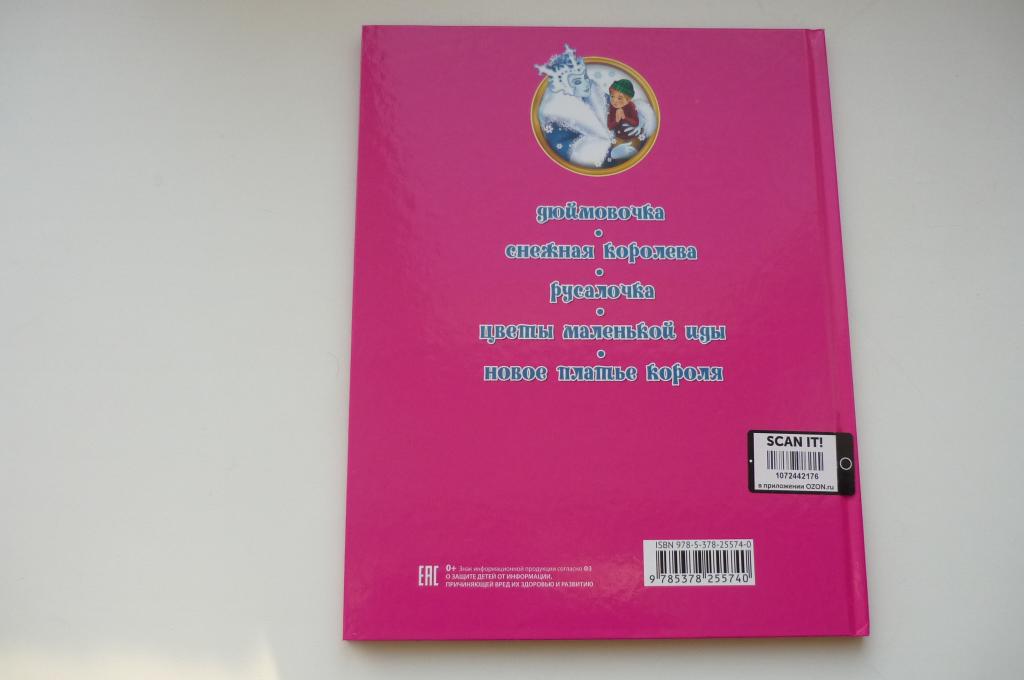 дюймовочка
•
снежная королева
•
русалочка
•
цветы маленькой иды
•
новое платье короля
SCAN IT!
1072442176
в приложении OZON.ru
ISBN 978-5-378-25574-0
9 785378 255740
EAC
0+ Знак информационной продукции согласно ФЗ
О ЗАЩИТЕ ДЕТЕЙ ОТ ИНФОРМАЦИИ,
ПРИЧИНЯЮЩЕЙ ВРЕД ИХ ЗДОРОВЬЮ И РАЗВИТИЮ